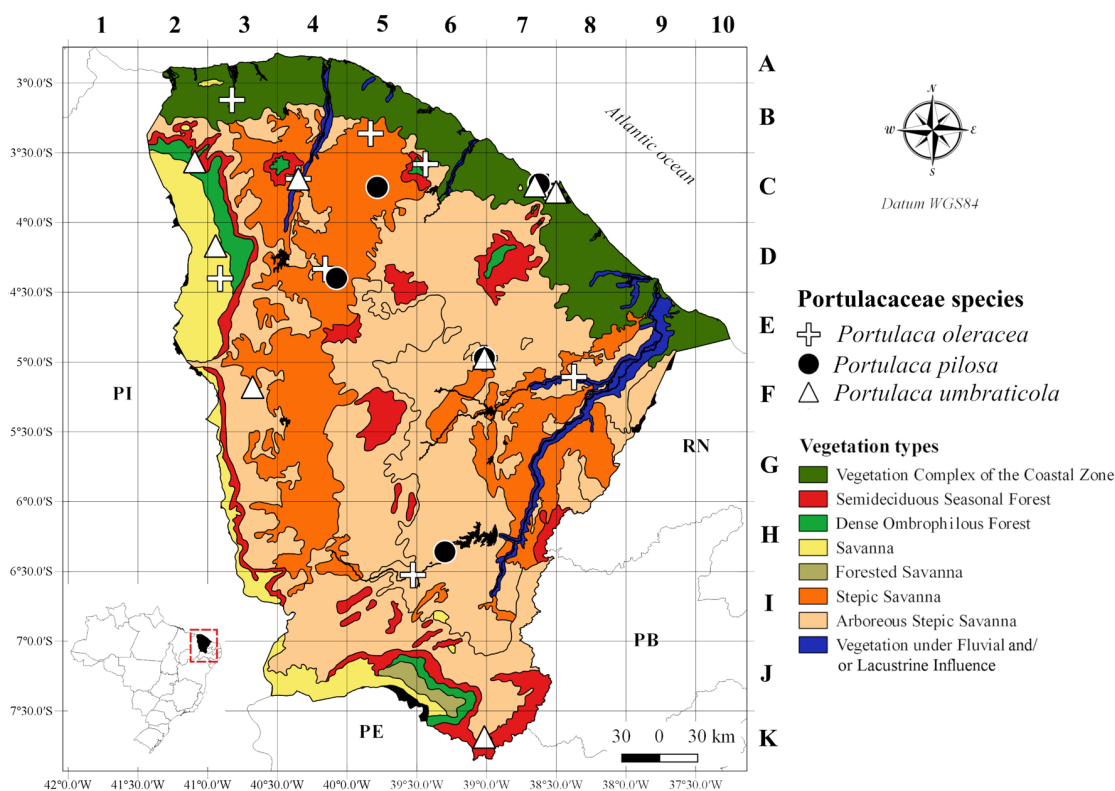 1 2 3 4 5 6 7 8 9 10
A
B
C
D
E
F
G
H
I
J
K
3°0.0'S
3°30.0'S
4°0.0'S
4°30.0'S
5°0.0'S
5°30.0'S
6°0.0'S
6°30.0'S
7°0.0'S
7°30.0'S
42°0.0'W 41°30.0'W 41°0.0'W 40°30.0'W 40°0.0'W 39°30.0'W 39°0.0'W 38°30.0'W 38°0.0'W 37°30.0'W
Atlantic ocean
PI
RN
PB
PE
30 0 30 km
N
W E
S
Datum WGS84
Portulacaceae species
Portulaca oleracea
Portulaca pilosa
Portulaca umbraticola
Vegetation types
Vegetation Complex of the Coastal Zone
Semideciduous Seasonal Forest
Dense Ombrophilous Forest
Savanna
Forested Savanna
Stepic Savanna
Arboreous Stepic Savanna
Vegetation under Fluvial and/
or Lacustrine Influence